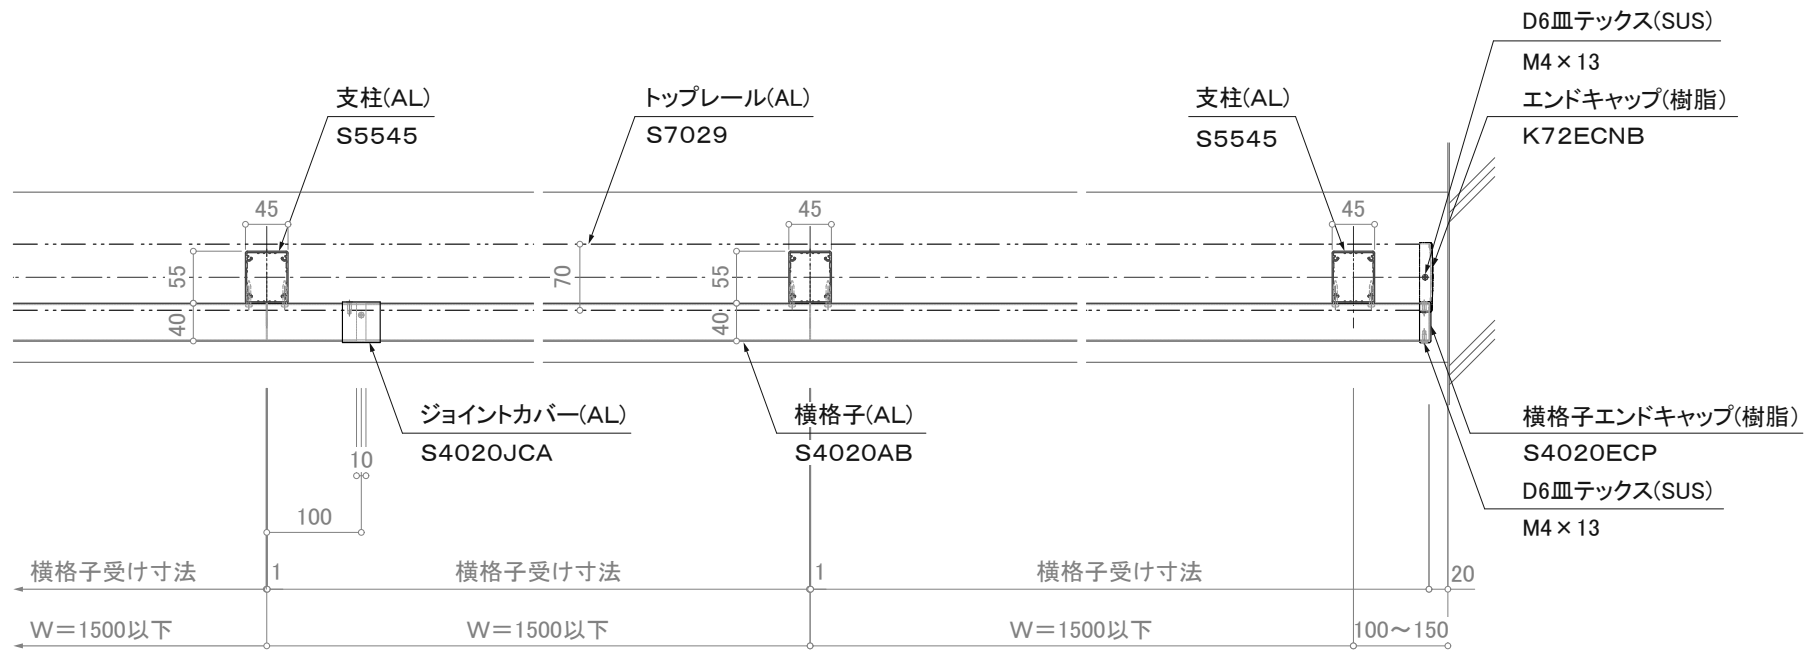 D6皿テックス(SUS)
M4×13
支柱(AL)
S5545
トップレール(AL)
S7029
支柱(AL)
S5545
エンドキャップ(樹脂)
K72ECNB
45
45
45
55
70
55
40
40
ジョイントカバー(AL)
S4020JCA
横格子(AL)
S4020AB
横格子エンドキャップ(樹脂)
S4020ECP
D6皿テックス(SUS)
M4×13
10
100
横格子受け寸法
1
横格子受け寸法
1
横格子受け寸法
20
W=1500以下
W=1500以下
W=1500以下
100~150